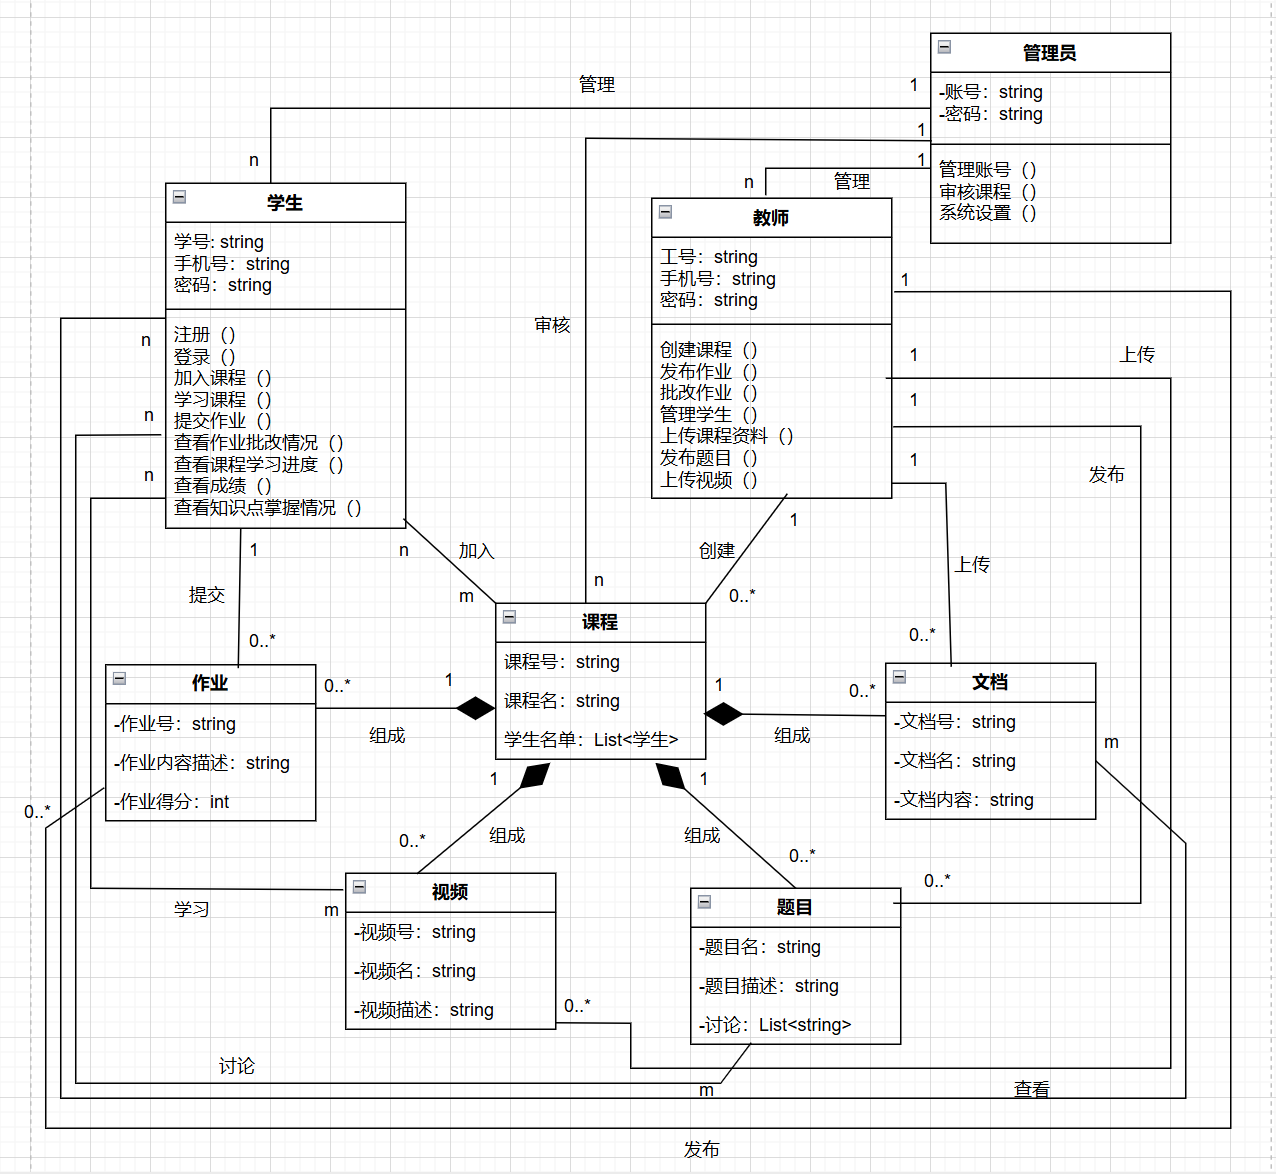 管理员
-账号：string
-密码：string
管理账号（）
审核课程（）
系统设置（）
管理
1
n
1
1
n
管理
学生
学号: string
手机号：string
密码：string
注册（）
登录（）
加入课程（）
学习课程（）
提交作业（）
查看作业批改情况（）
查看课程学习进度（）
查看成绩（）
查看知识点掌握情况（）
教师
工号：string
手机号：string
密码：string
创建课程（）
发布作业（）
批改作业（）
管理学生（）
上传课程资料（）
发布题目（）
上传视频（）
审核
n
n
n
1
1
上传
1
发布
1
上传
1
提交
0..*
n
加入
m
n
创建
1
0..*
0..*
课程
课程号：string
课程名：string
学生名单：List<学生>
作业
-作业号：string
-作业内容描述：string
-作业得分：int
0..*
1
组成
文档
-文档号：string
-文档名：string
-文档内容：string
1
0..*
组成
m
0..*
1
0..*
组成
1
组成
0..*
0..*
学习
m
视频
-视频号：string
-视频名：string
-视频描述：string
0..*
题目
-题目名：string
-题目描述：string
-讨论：List<string>
讨论
m
查看
发布